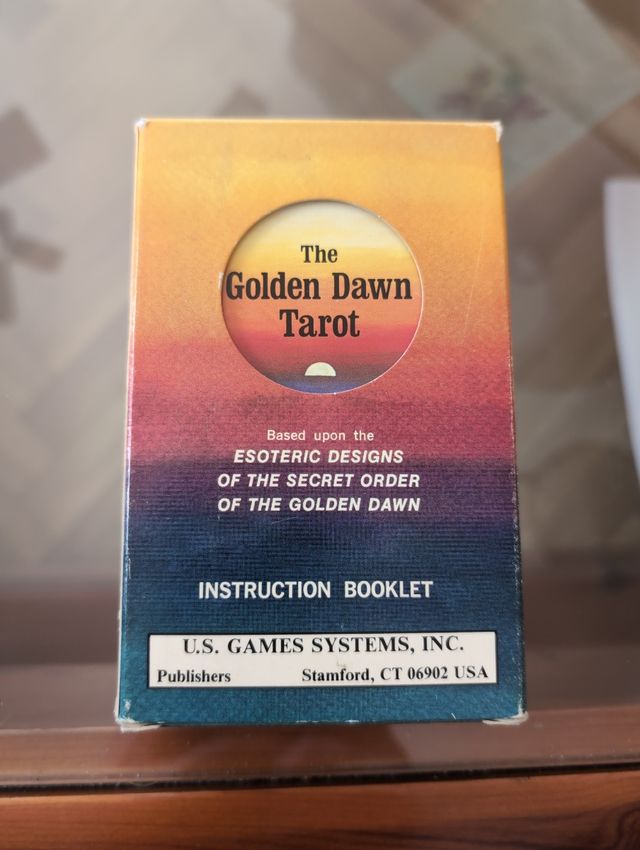 The
Golden Dawn
Tarot
Based upon the
ESOTERIC DESIGNS
OF THE SECRET ORDER
OF THE GOLDEN DAWN
INSTRUCTION BOOKLET
U.S. GAMES SYSTEMS, INC.
Publishers Stamford, CT 06902 USA